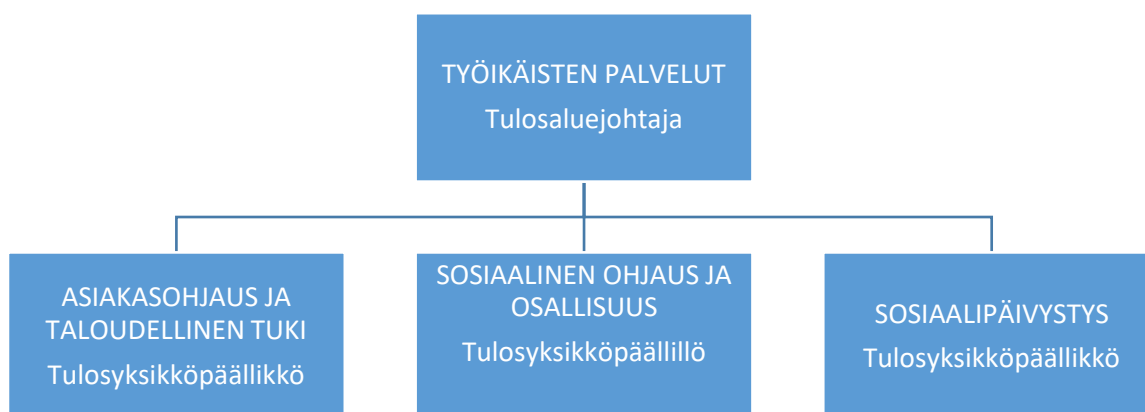 TYÖIKÄISTEN PALVELUT
Tulosaluejohtaja
ASIAKASOHJAUS JA
TALOUDELLINEN TUKI
Tulosyksikköpäällikkö
SOSIAALINEN OHJAUS JA
OSALLISUUS
Tulosyksikköpäällillö
SOSIAALIPÄIVYSTYS
Tulosyksikköpäällikkö